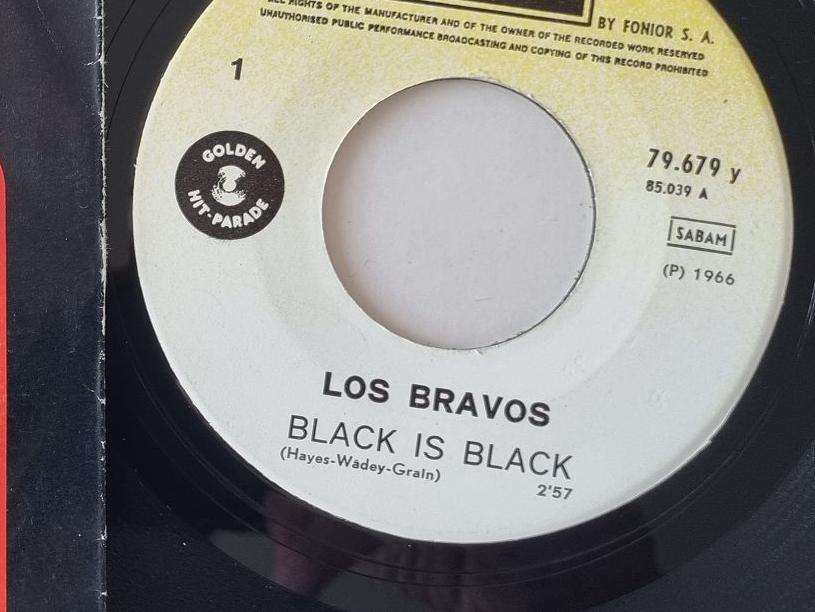 BY FONIOR S. A.
ALL RIGHTS OF THE MANUFACTURER AND OF THE OWNER OF THE RECORDED WORK RESERVED
UNAUTHORISED PUBLIC PERFORMANCE BROADCASTING AND COPYING OF THIS RECORD PROHIBITED
1
GOLDEN
HIT-PARADE
79.679 y
85.039 A
SABAM
(P) 1966
LOS BRAVOS
BLACK IS BLACK
(Hayes-Wadey-Grain)
2'57